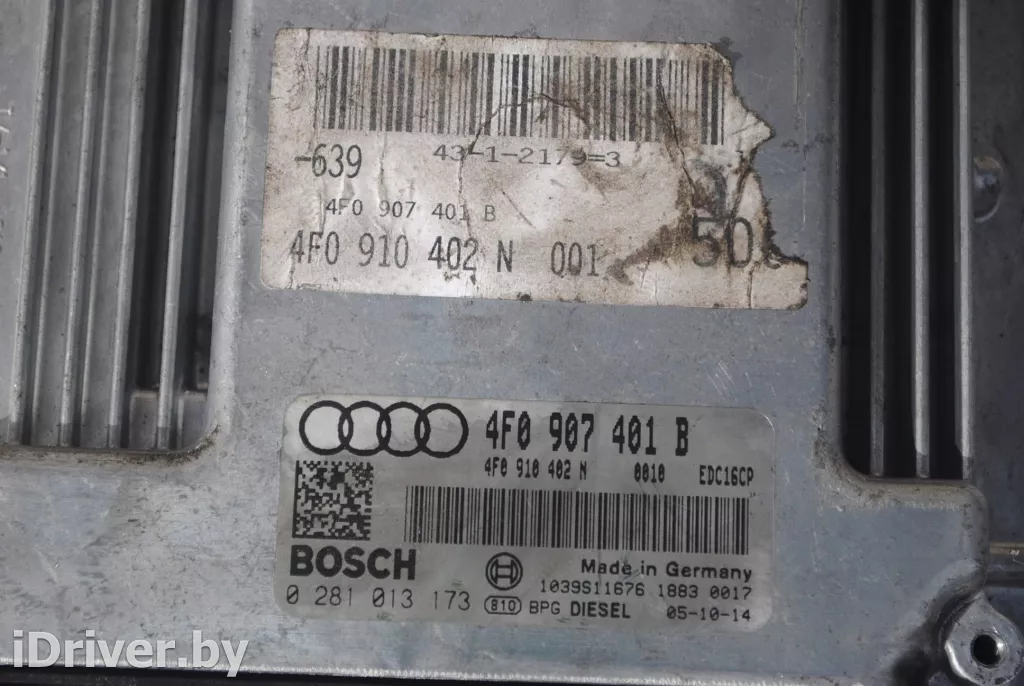 -639
43-1-2179=3
4F0 907 401 B
4F0 910 402 N 001
50
4F0 907 401 B
4F0 910 402 N 0010 EDC16CP
BOSCH
Made in Germany
1039S11676 1883 0017
0 281 013 173 810 BPG DIESEL 05-10-14
iDriver.by